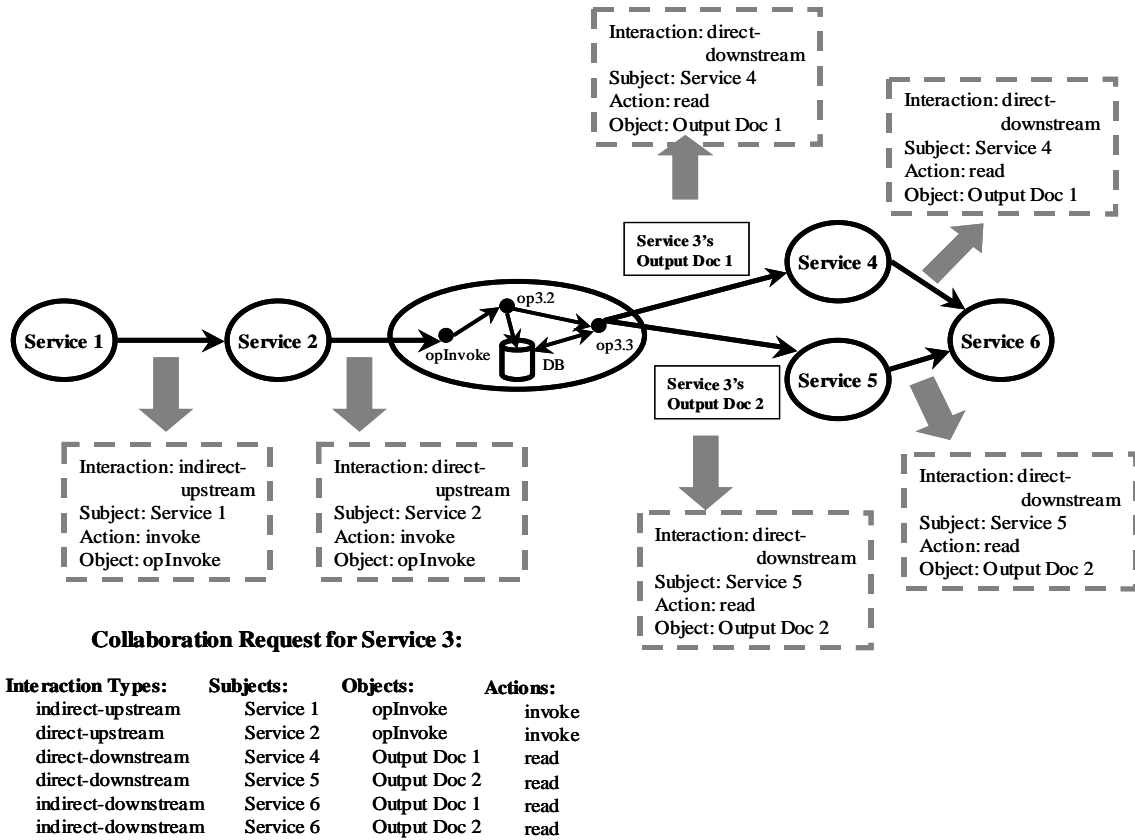 Interaction: direct-
downstream
Subject: Service 4
Action: read
Object: Output Doc 1
Interaction: direct-
downstream
Subject: Service 4
Action: read
Object: Output Doc 1
Service 3's
Output Doc 1
Service 4
Service 1
Service 2
op3.2
opInvoke
op3.3
DB
Service 6
Service 3's
Output Doc 2
Service 5
Interaction: indirect-
upstream
Subject: Service 1
Action: invoke
Object: opInvoke
Interaction: direct-
upstream
Subject: Service 2
Action: invoke
Object: opInvoke
Interaction: direct-
downstream
Subject: Service 5
Action: read
Object: Output Doc 2
Interaction: direct-
downstream
Subject: Service 5
Action: read
Object: Output Doc 2
Collaboration Request for Service 3:
Interaction Types: Subjects: Objects: Actions:
indirect-upstream Service 1 opInvoke invoke
direct-upstream Service 2 opInvoke invoke
direct-downstream Service 4 Output Doc 1 read
direct-downstream Service 5 Output Doc 2 read
indirect-downstream Service 6 Output Doc 1 read
indirect-downstream Service 6 Output Doc 2 read